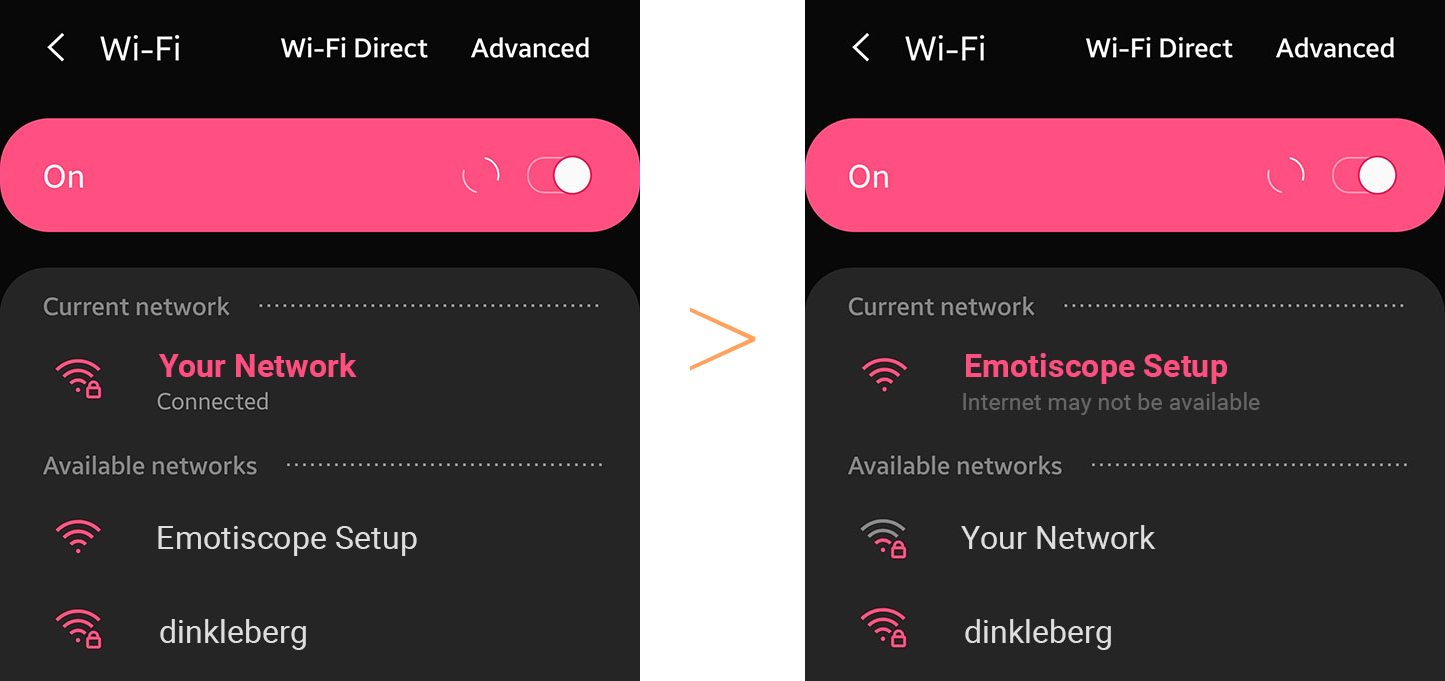 Wi-Fi Wi-Fi Direct Advanced
On
Current network
Your Network
Connected
Available networks
Emotiscope Setup
dinkleberg
>
Wi-Fi Wi-Fi Direct Advanced
On
Current network
Emotiscope Setup
Internet may not be available
Available networks
Your Network
dinkleberg